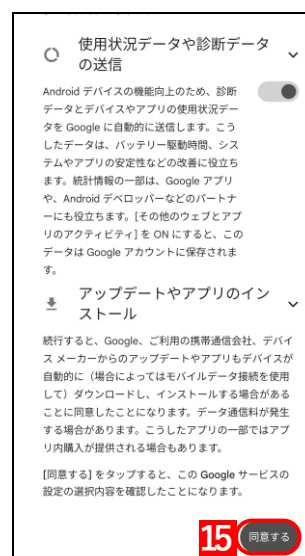 使用状況データや診断データ
の送信
Android デバイスの機能向上のため、診断
データとデバイスやアプリの使用状況デー
タを Google に自動的に送信します。こう
したデータは、バッテリー駆動時間、シス
テムやアプリの安定性などの改善に役立ち
ます。統計情報の一部は、Google アプリ
や、Android デベロッパーなどのパートナ
ーにも役立ちます。[その他のウェブとアプ
リのアクティビティ] を ON にすると、この
データは Google アカウントに保存されま
す。
アップデートやアプリのイン
ストール
続行すると、Google、ご利用の携帯通信会社、デバイ
ス メーカーからのアップデートやアプリもデバイスが
自動的に（場合によってはモバイルデータ接続を使用
して）ダウンロードし、インストールする場合がある
ことに同意したことになります。データ通信料が発生
する場合があります。こうしたアプリの一部ではアプ
リ内購入が提供される場合もあります。
[同意する] をタップすると、この Google サービスの
設定の選択内容を確認したことになります。
15 同意する